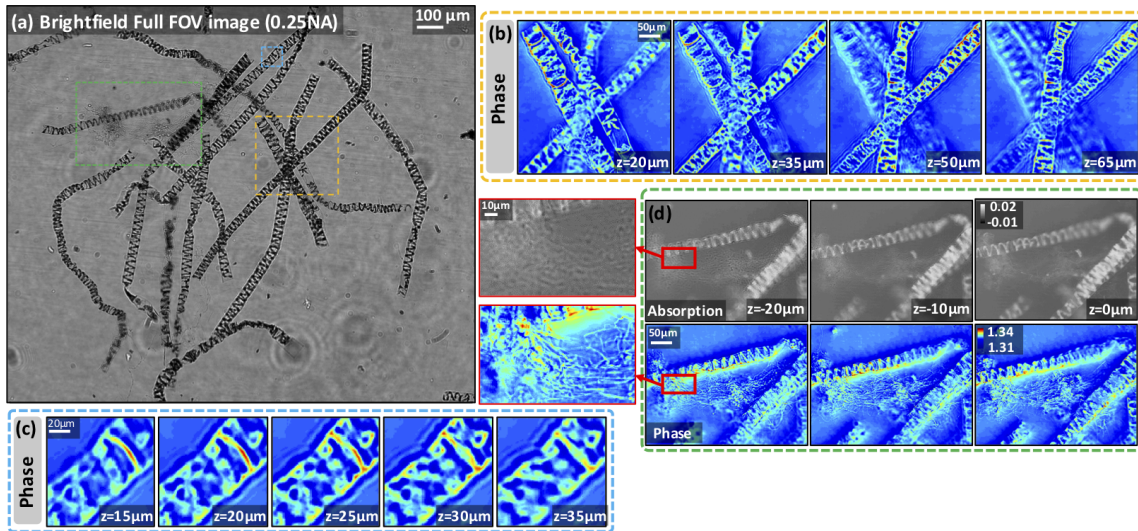 (a) Brightfield Full FOV image (0.25NA)
100 μm
(b)
Phase
50μm
z=20μm
z=35μm
z=50μm
z=65μm
10μm
(d)
0.02
-0.01
Absorption
z=-20μm
z=-10μm
z=0μm
50μm
1.34
1.31
Phase
(c)
Phase
20μm
z=15μm
z=20μm
z=25μm
z=30μm
z=35μm